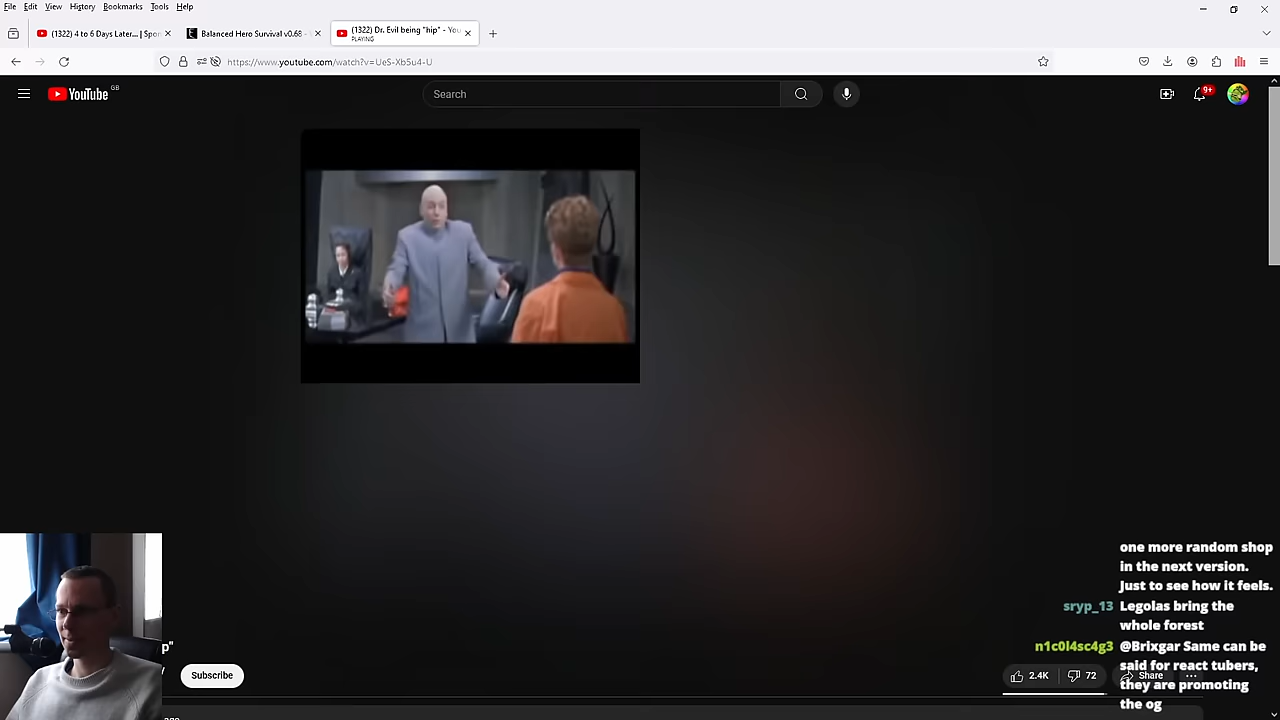 File Edit View History Bookmarks Tools Help
(1322) 4 to 6 Days Later... | Spon
Balanced Hero Survival v0.68 -
(1322) Dr. Evil being "hip" - You
PLAYING
https://www.youtube.com/watch?v=UeS-Xb5u4-U
YouTube GB
Search
9+
one more random shop
in the next version.
Just to see how it feels.
sryp_13 Legolas bring the
whole forest
n1c0l4sc4g3 @Brixgar Same can be
said for react tubers,
they are promoting
the og
p"
Subscribe
2.4K 72 Share